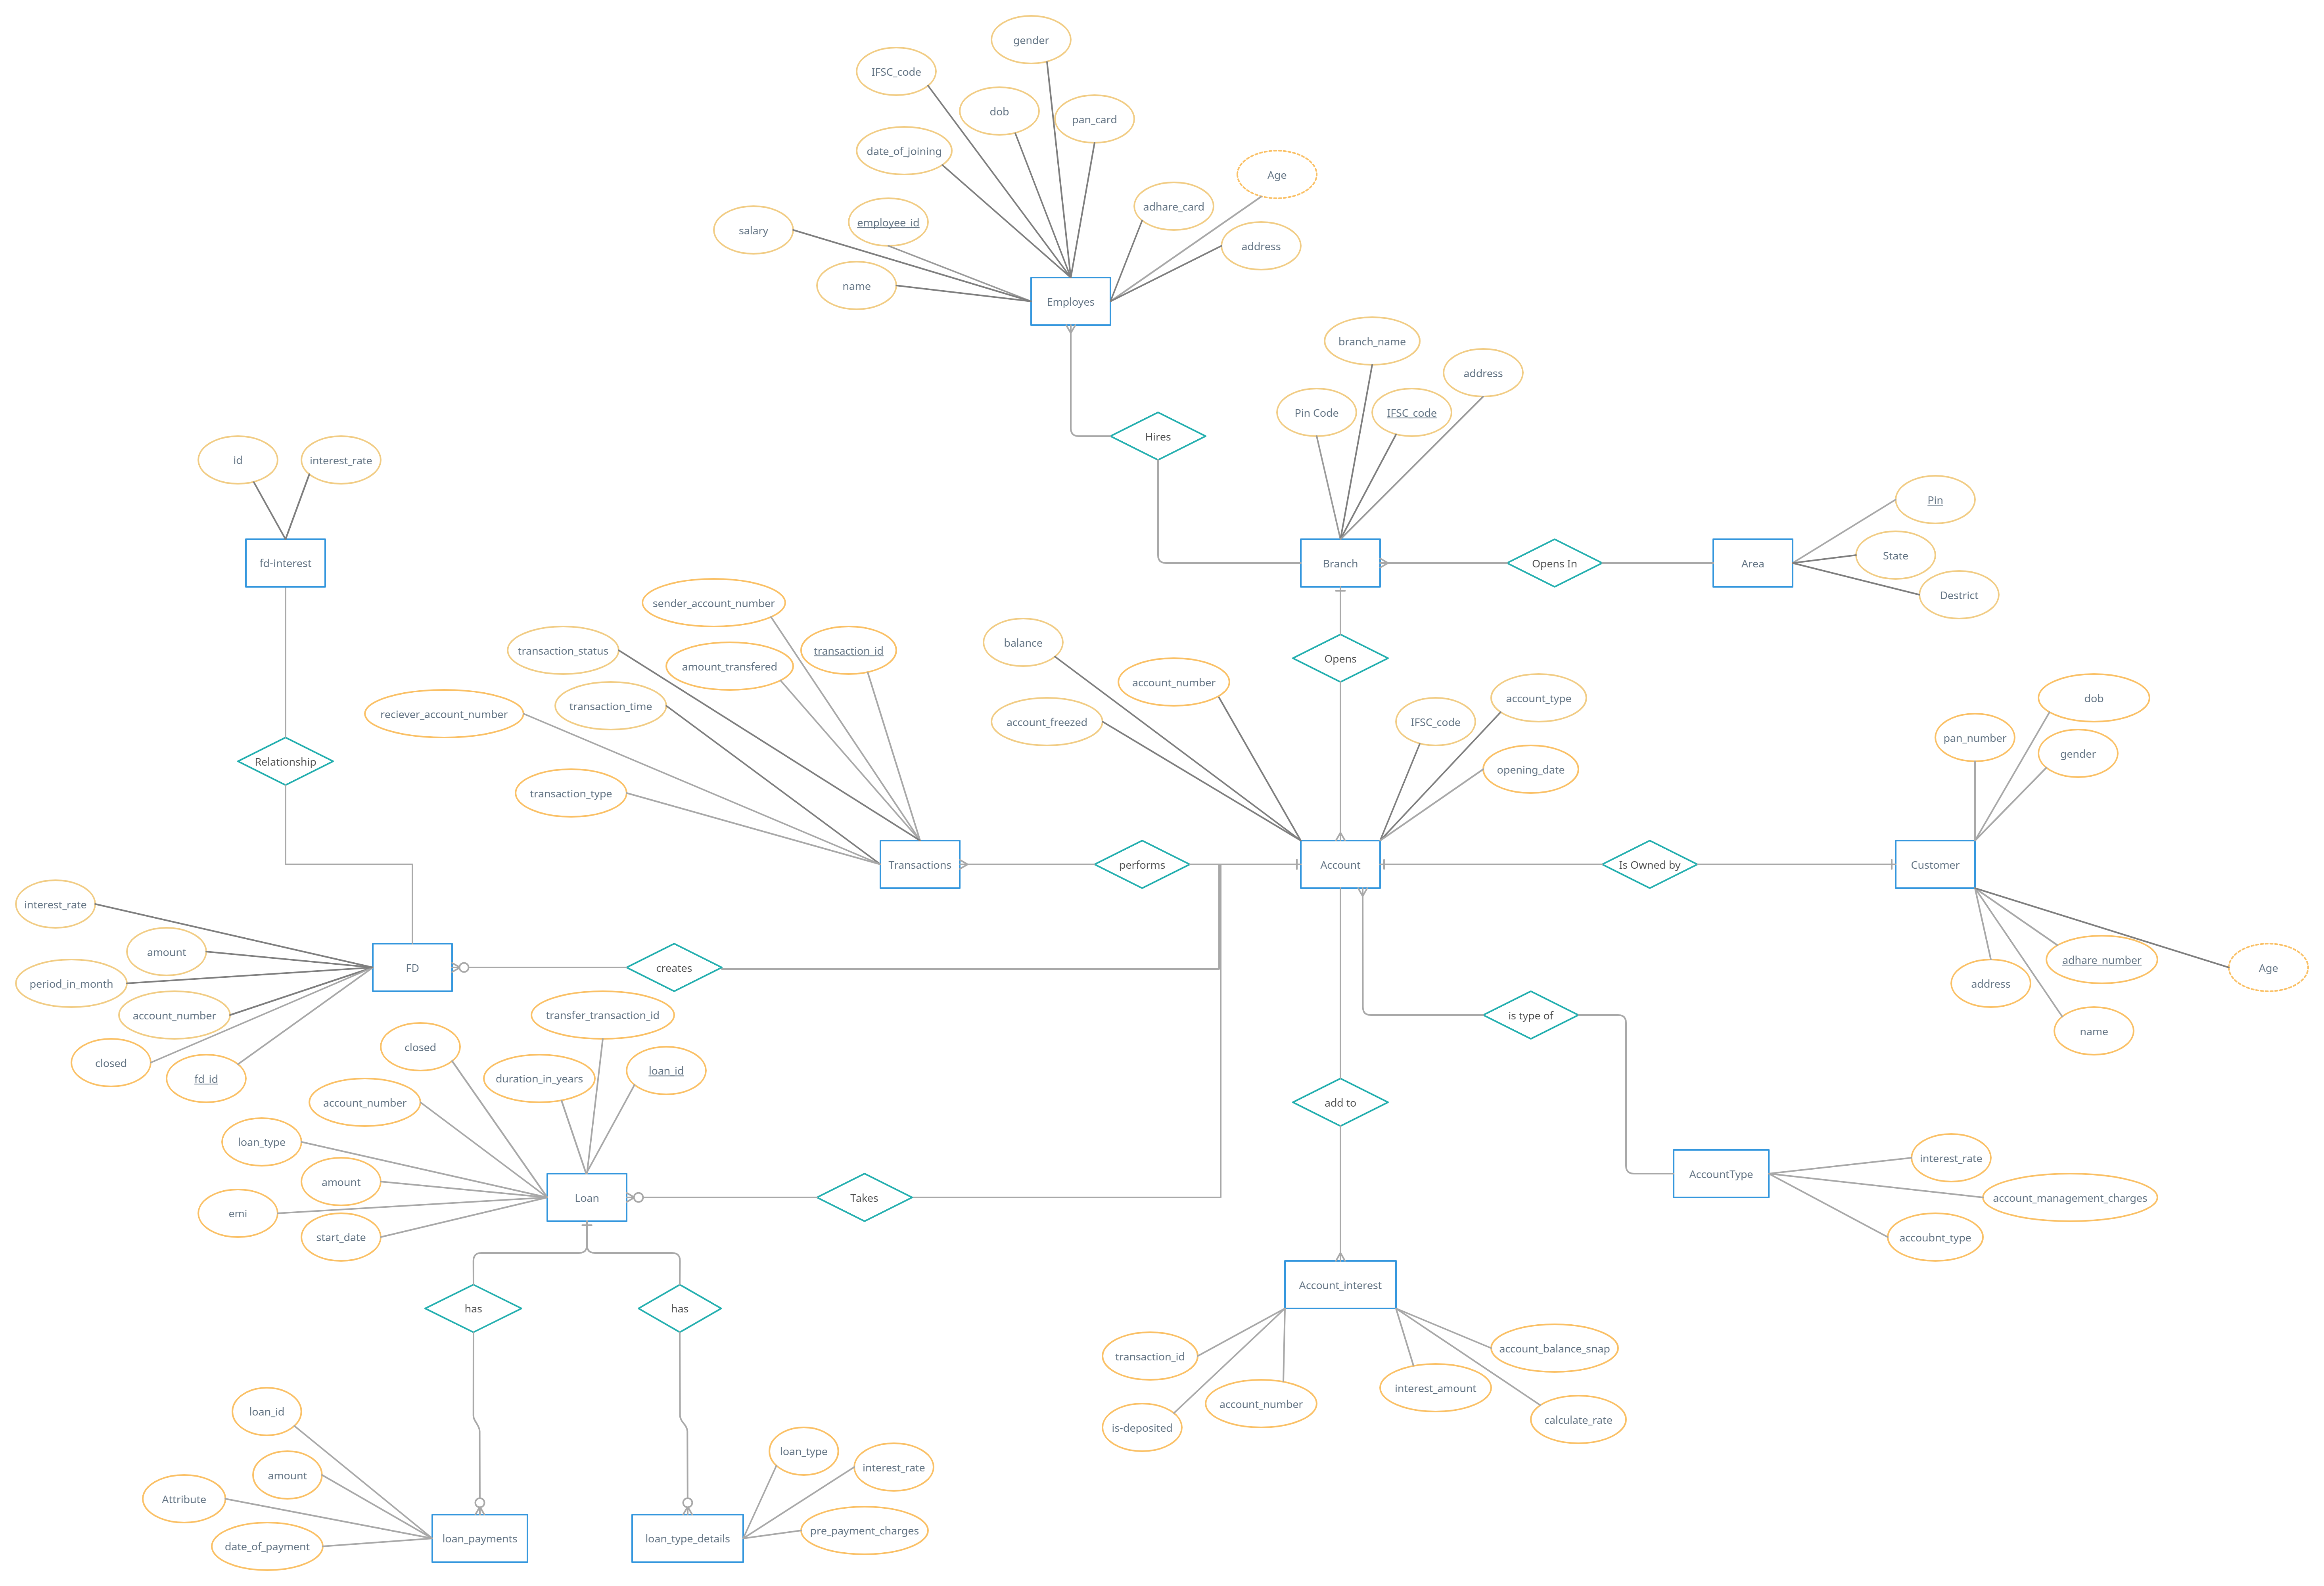 gender
IFSC_code
dob
pan_card
date_of_joining
Age
adhare_card
employee_id
salary
address
name
Employes
branch_name
address
Pin Code
IFSC_code
Hires
id
interest_rate
Pin
fd-interest
Branch
Opens In
Area
State
Destrict
sender_account_number
transaction_status
amount_transfered
transaction_id
balance
Opens
account_number
account_type
dob
transaction_time
reciever_account_number
account_freezed
IFSC_code
pan_number
gender
Relationship
opening_date
transaction_type
Transactions
performs
Account
Is Owned by
Customer
interest_rate
amount
FD
creates
adhare_number
Age
period_in_month
address
account_number
transfer_transaction_id
is type of
name
closed
closed
fd_id
duration_in_years
loan_id
account_number
add to
loan_type
interest_rate
amount
AccountType
emi
Loan
Takes
account_management_charges
start_date
accoubnt_type
Account_interest
has
has
transaction_id
account_balance_snap
interest_amount
account_number
loan_id
is-deposited
calculate_rate
loan_type
interest_rate
amount
Attribute
pre_payment_charges
loan_payments
loan_type_details
date_of_payment